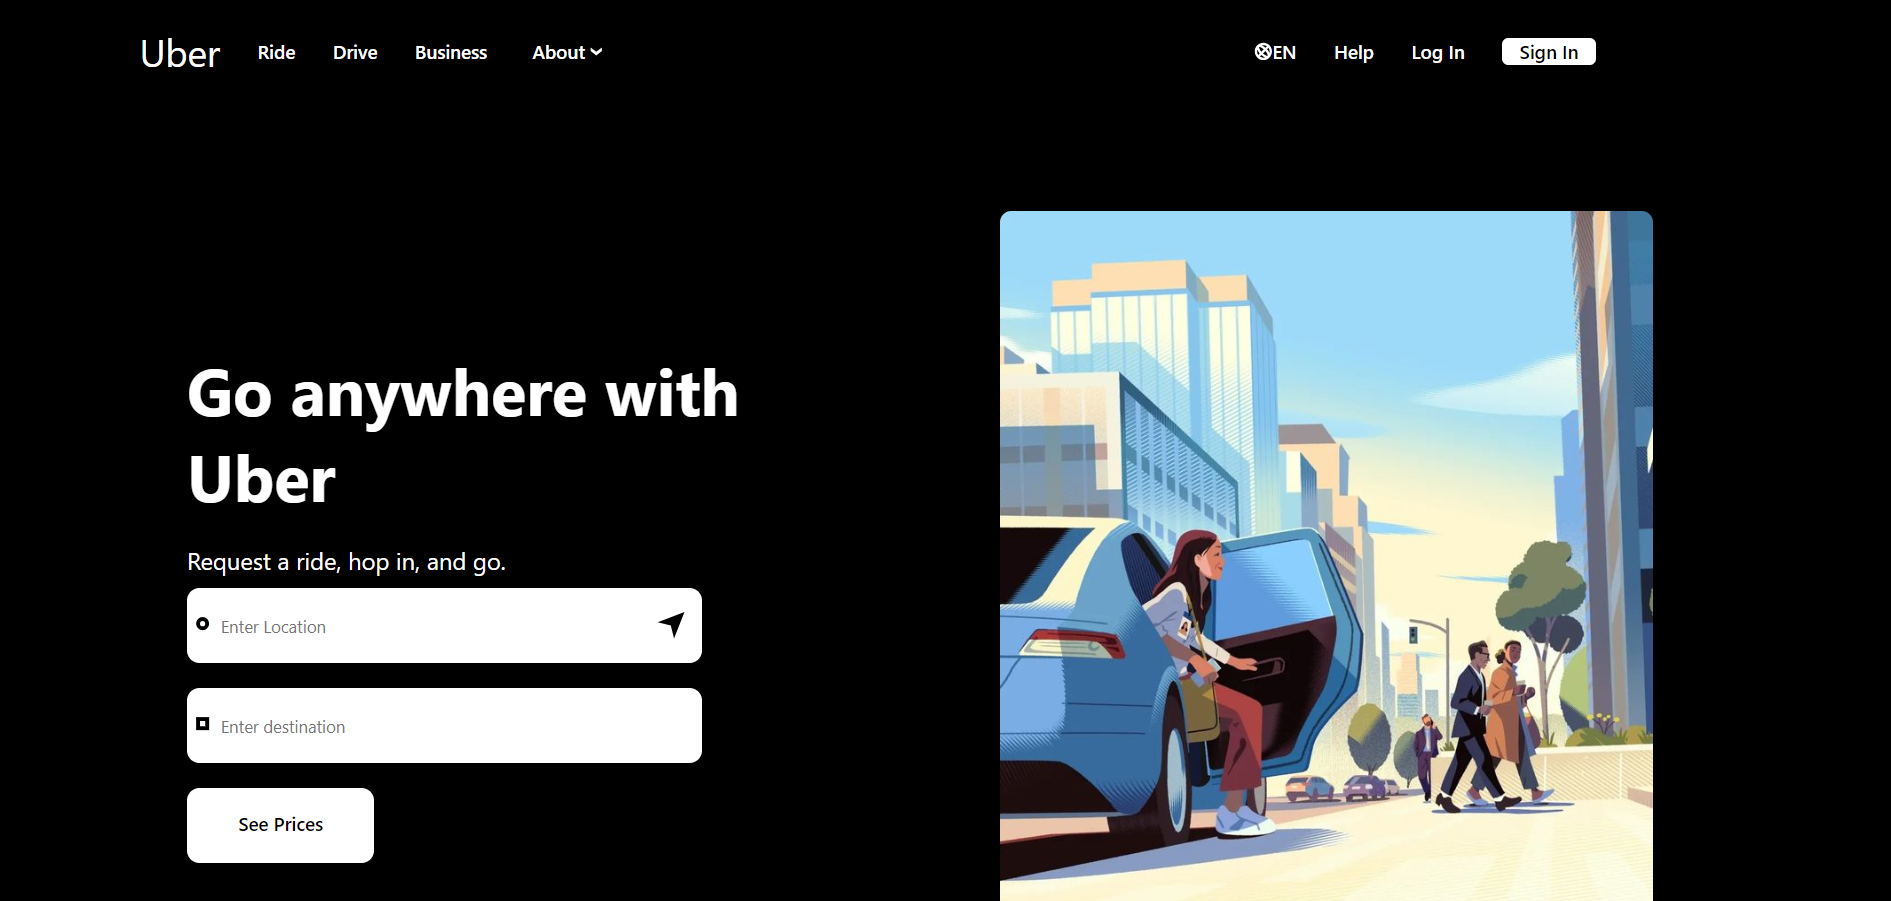 Uber Ride Drive Business About EN Help Log In Sign In
Go anywhere with
Uber
Request a ride, hop in, and go.
Enter Location
Enter destination
See Prices